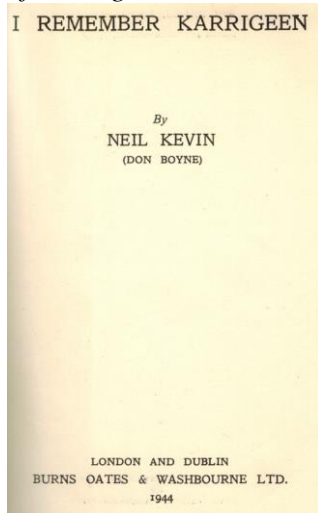 I REMEMBER KARRIGEEN
By
NEIL KEVIN
(DON BOYNE)
LONDON AND DUBLIN
BURNS OATES & WASHBOURNE LTD.
1944